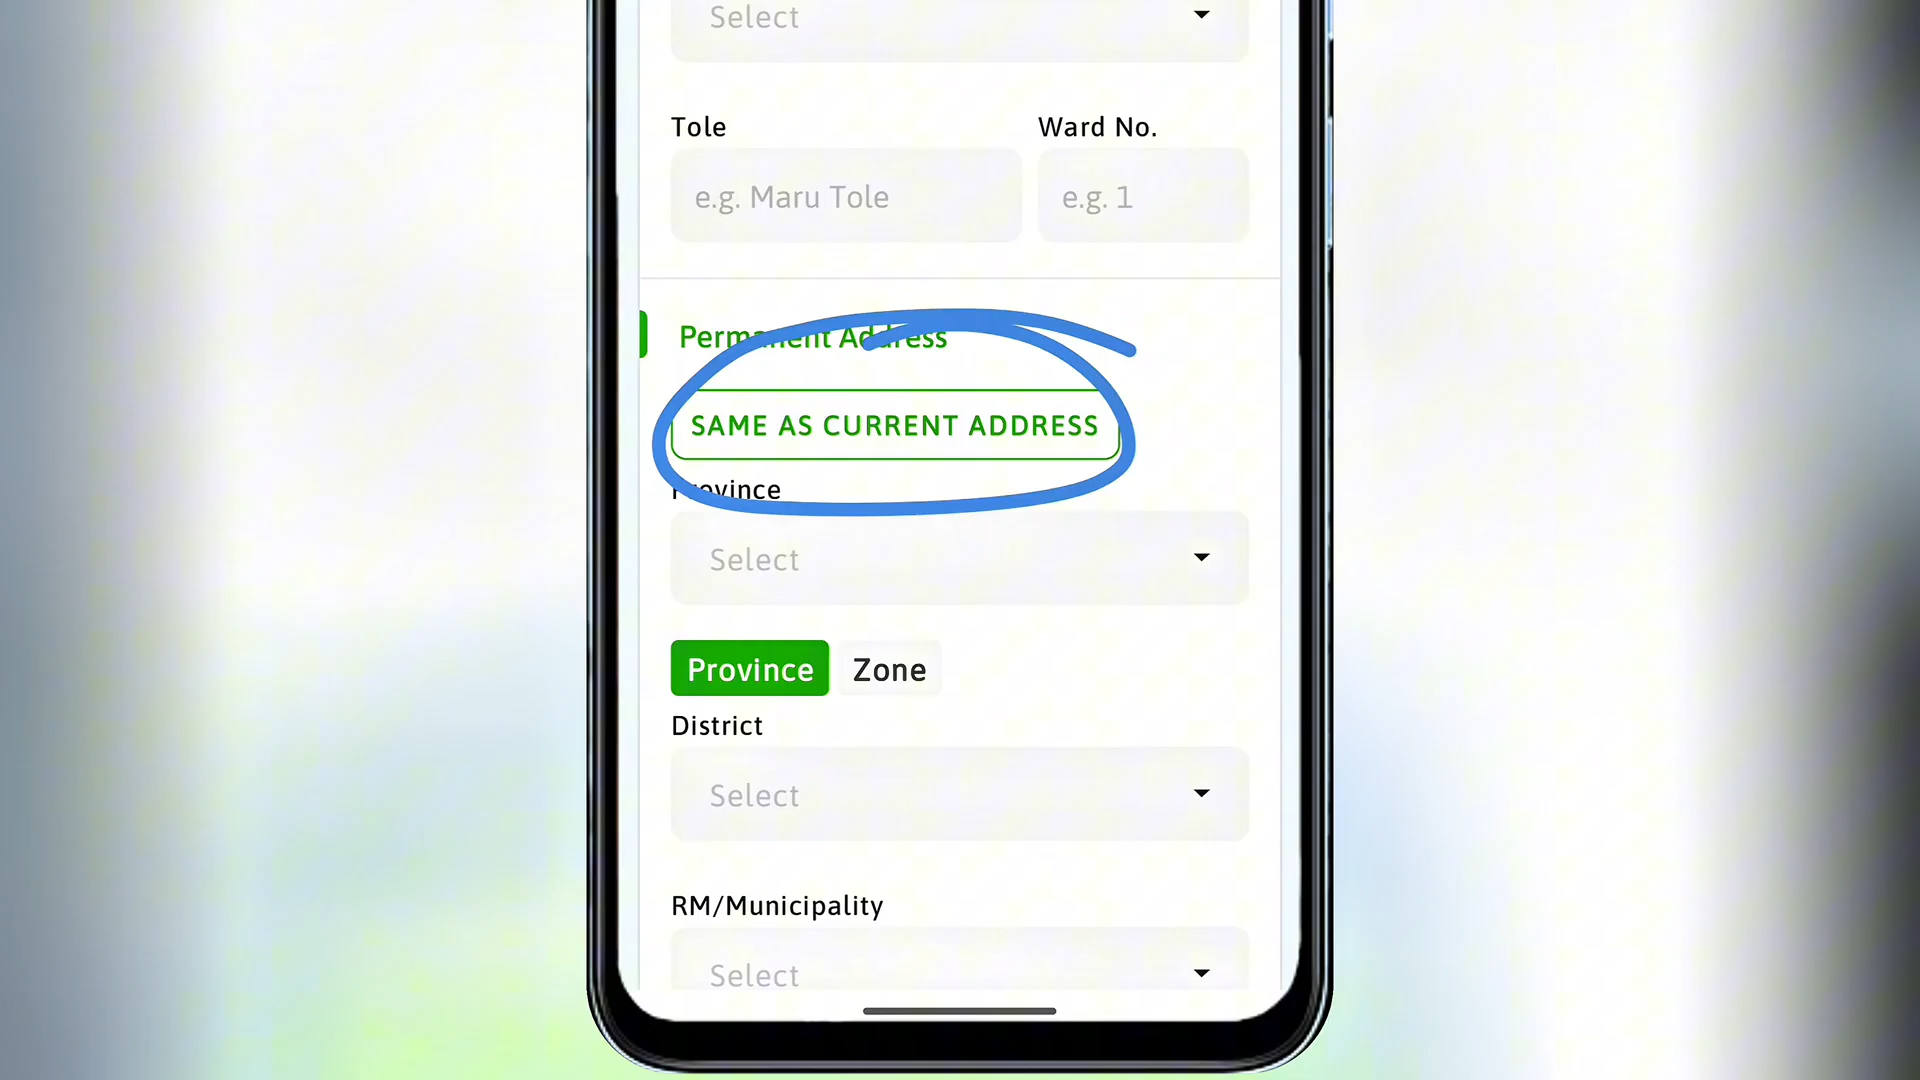 Select
Tole Ward No.
e.g. Maru Tole e.g. 1
Permanent Address
SAME AS CURRENT ADDRESS
Province
Select
Province Zone
District
Select
RM/Municipality
Select